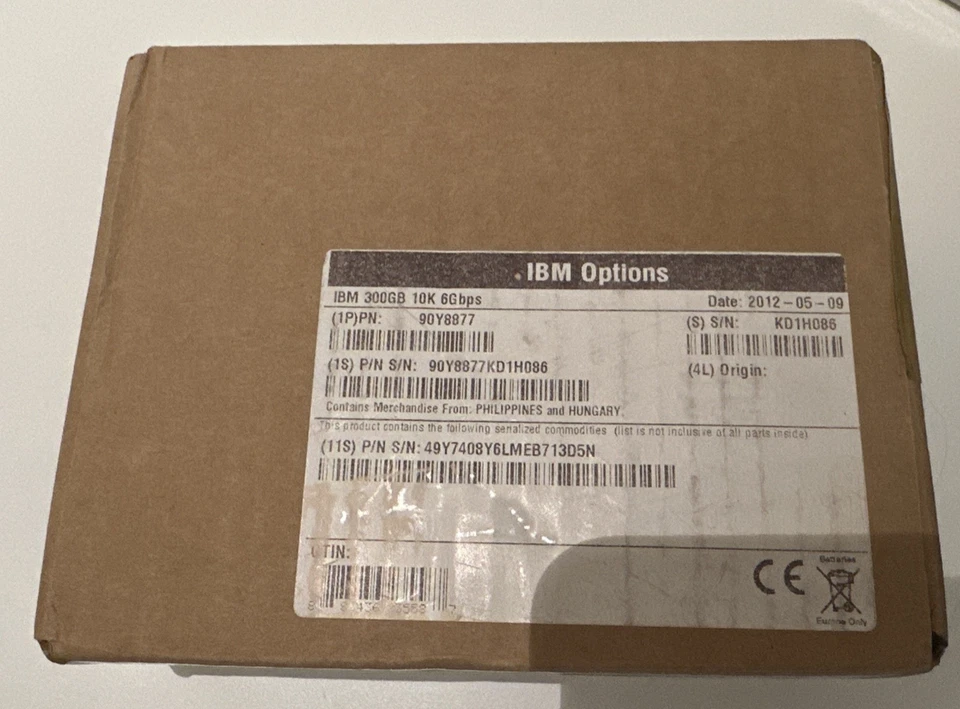 IBM Options
IBM 300GB 10K 6Gbps Date: 2012-05-09
(1P)PN: 90Y8877 (S) S/N: KD1H086
(1S) P/N S/N: 90Y8877KD1H086 (4L) Origin:
Contains Merchandise From: PHILIPPINES and HUNGARY.
This product contains the following serialized commodities (list is not inclusive of all parts inside)
(11S) P/N S/N: 49Y7408Y6LMEB713D5N
TIN:
CE
Batteries
Europe Only